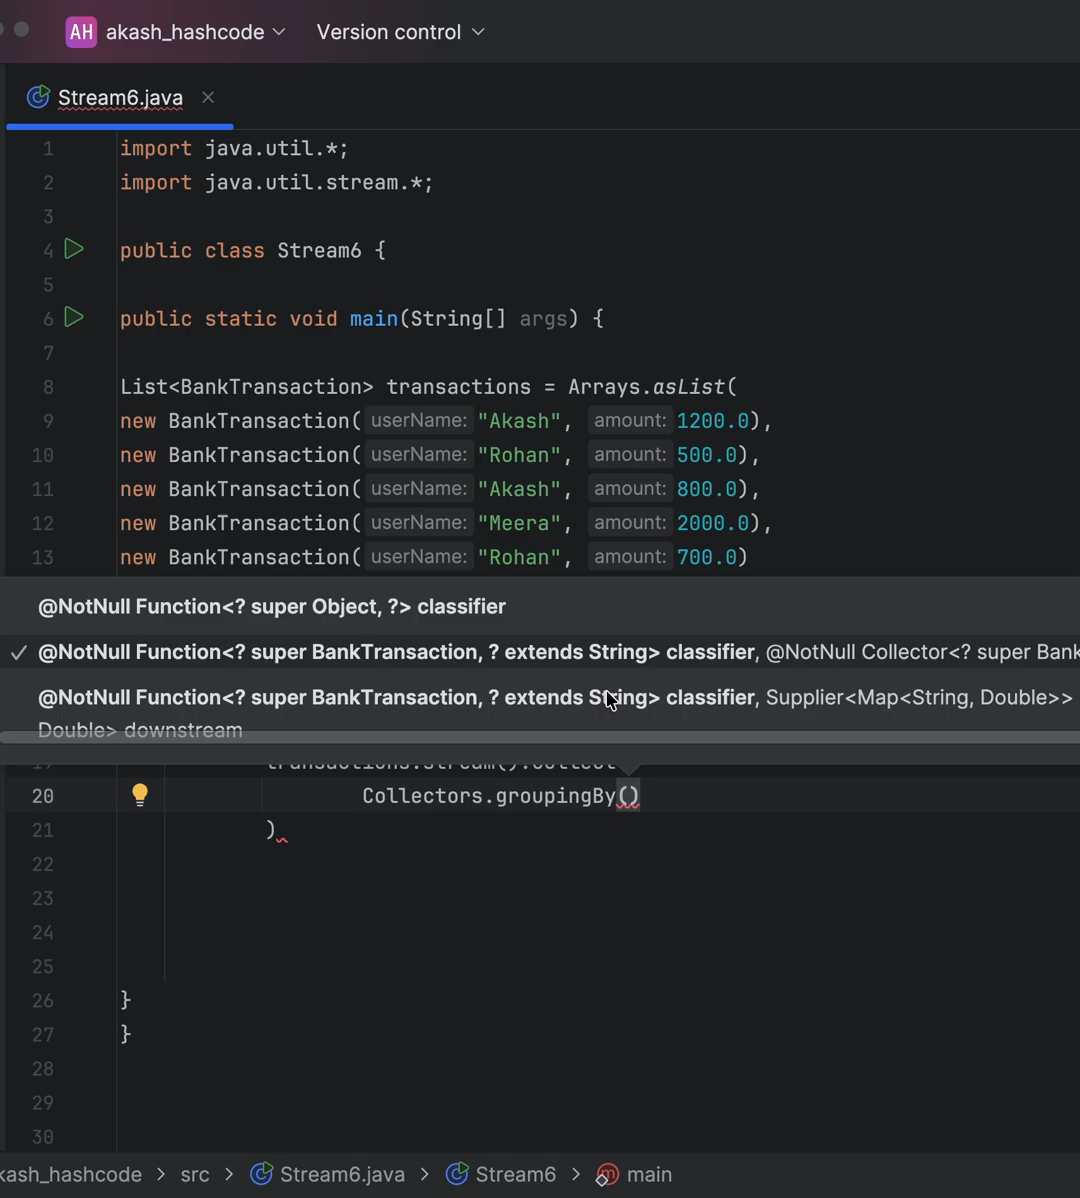 AH akash_hashcode Version control
Stream6.java
1 import java.util.*;
2 import java.util.stream.*;
3
4 public class Stream6 {
5
6 public static void main(String[] args) {
7
8 List<BankTransaction> transactions = Arrays.asList(
9 new BankTransaction( userName: "Akash", amount: 1200.0),
10 new BankTransaction( userName: "Rohan", amount: 500.0),
11 new BankTransaction( userName: "Akash", amount: 800.0),
12 new BankTransaction( userName: "Meera", amount: 2000.0),
13 new BankTransaction( userName: "Rohan", amount: 700.0)
@NotNull Function<? super Object, ?> classifier
@NotNull Function<? super BankTransaction, ? extends String> classifier, @NotNull Collector<? super Bank
@NotNull Function<? super BankTransaction, ? extends String> classifier, Supplier<Map<String, Double>>
Double> downstream
19 transactions.stream().collect
20 Collectors.groupingBy()
21 )
22
23
24
25
26 }
27 }
28
29
30
kash_hashcode > src > Stream6.java > Stream6 > m main